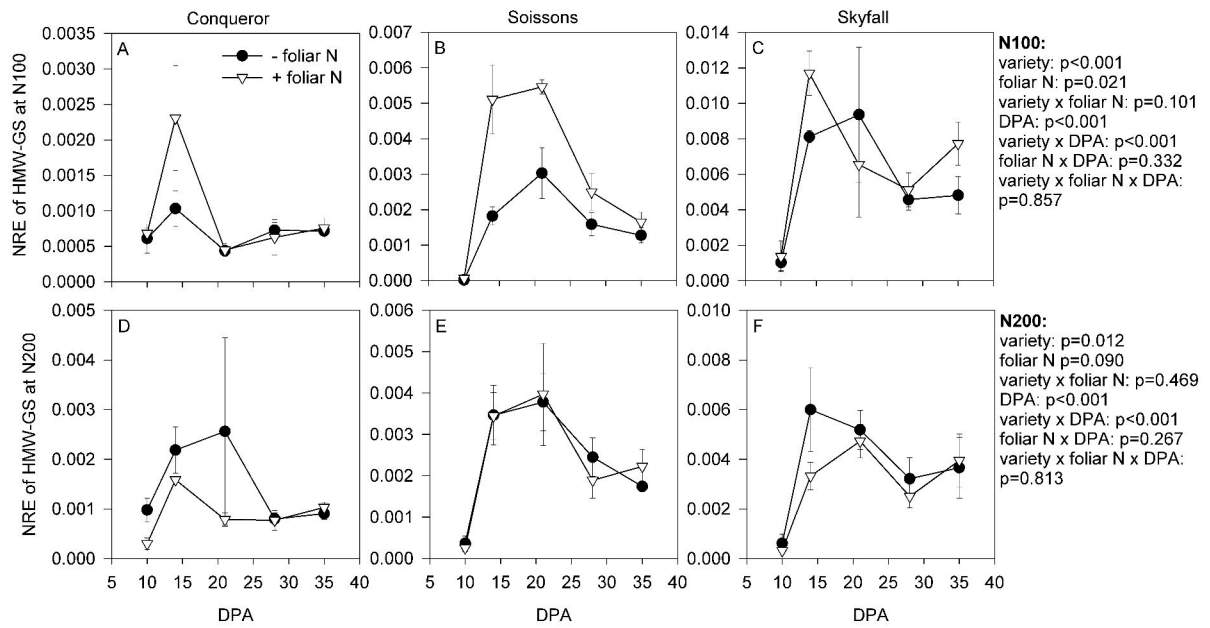 Conqueror
Soissons
Skyfall
NRE of HMW-GS at N100
0.0035
0.0030
0.0025
0.0020
0.0015
0.0010
0.0005
0.0000
A
- foliar N
+ foliar N
0.007
0.006
0.005
0.004
0.003
0.002
0.001
0.000
B
0.014
0.012
0.010
0.008
0.006
0.004
0.002
0.000
C
N100:
variety: p<0.001
foliar N: p=0.021
variety x foliar N: p=0.101
DPA: p<0.001
variety x DPA: p<0.001
foliar N x DPA: p=0.332
variety x foliar N x DPA:
p=0.857
NRE of HMW-GS at N200
0.005
0.004
0.003
0.002
0.001
0.000
D
5 10 15 20 25 30 35 40
DPA
0.006
0.005
0.004
0.003
0.002
0.001
0.000
E
5 10 15 20 25 30 35 40
DPA
0.010
0.008
0.006
0.004
0.002
0.000
F
5 10 15 20 25 30 35 40
DPA
N200:
variety: p=0.012
foliar N p=0.090
variety x foliar N: p=0.469
DPA: p<0.001
variety x DPA: p<0.001
foliar N x DPA: p=0.267
variety x foliar N x DPA:
p=0.813